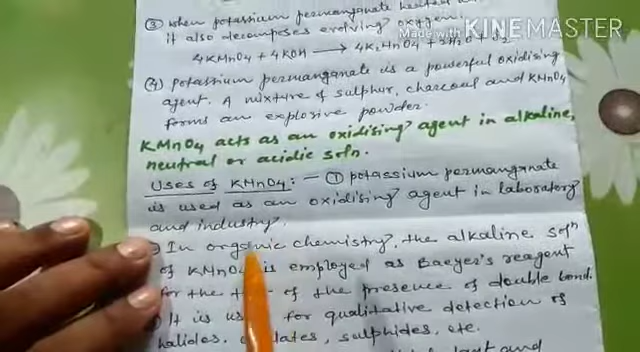 ③ when potassium permanganate heated
it also decomposes evolving oxygen.
Made with KINEMASTER
4KMnO4 + 4KOH → 4K2MnO4 + 2H2O + O2
④ Potassium permanganate is a powerful oxidising
agent. A mixture of sulphur, charcoal and KMnO4
forms an explosive powder.
KMnO4 acts as an oxidising agent in alkaline,
neutral or acidic soln.
Uses of KMnO4: — ① potassium permanganate
is used as an oxidising agent in laboratory
and industry.
In organic chemistry, the alkaline soln
of KMnO4 is employed as Baeyer's reagent
for the of the presence of double bond.
It is for qualitative detection of
halides, sulphides, etc.
and